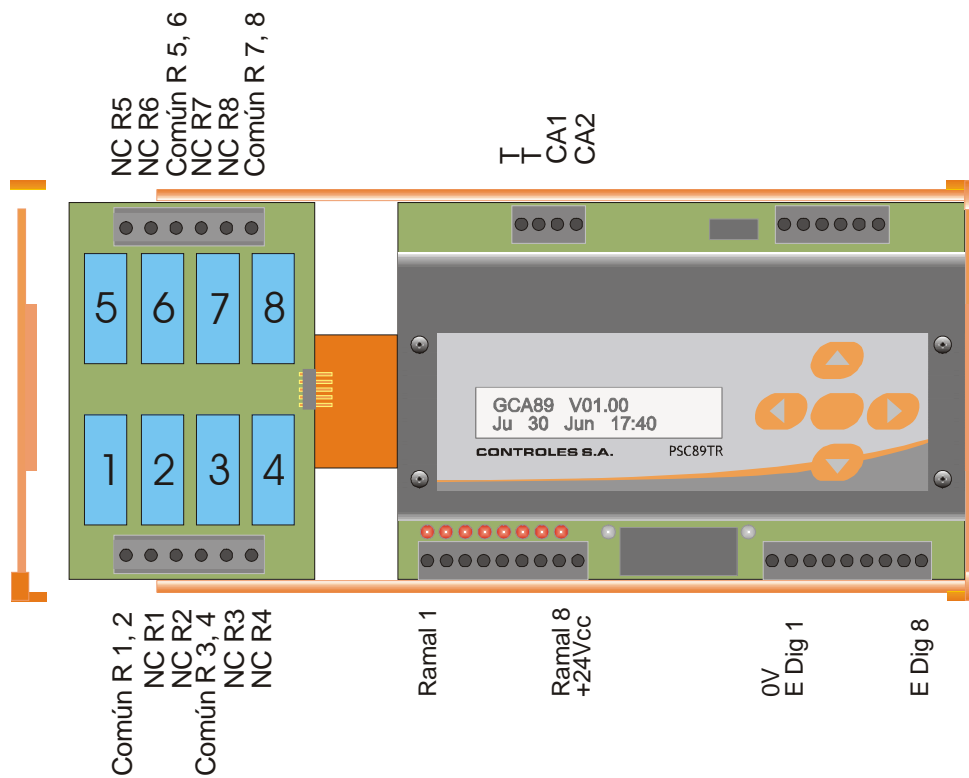 NC R5
NC R6
Común R 5, 6
NC R7
NC R8
Común R 7, 8
T
T
CA1
CA2
5
6
7
8
1
2
3
4
GCA89 V01.00
Ju 30 Jun 17:40
CONTROLES S.A.
PSC89TR
Común R 1, 2
NC R1
NC R2
Común R 3, 4
NC R3
NC R4
Ramal 1
Ramal 8
+24Vcc
0V
E Dig 1
E Dig 8